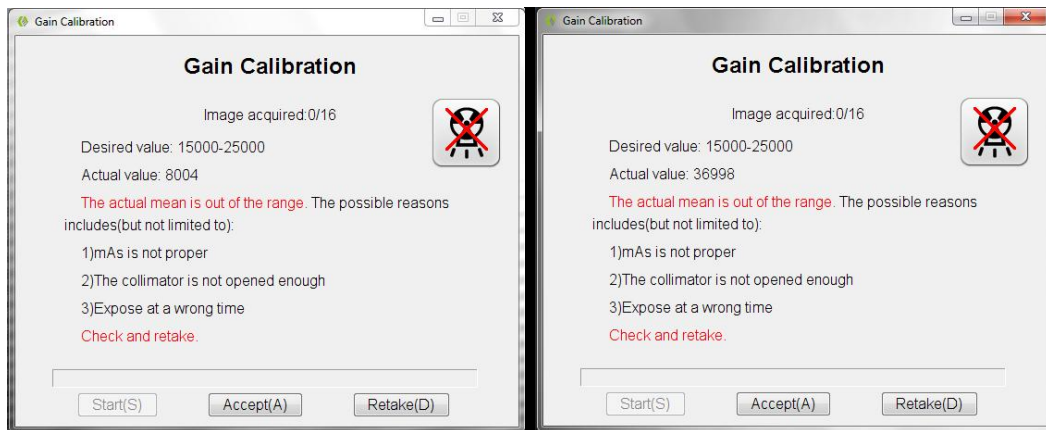 Gain Calibration
Gain Calibration
Image acquired:0/16
Desired value: 15000-25000
Actual value: 8004
The actual mean is out of the range. The possible reasons
includes(but not limited to):
1)mAs is not proper
2)The collimator is not opened enough
3)Expose at a wrong time
Check and retake.
Start(S)
Accept(A)
Retake(D)
Gain Calibration
Gain Calibration
Image acquired:0/16
Desired value: 15000-25000
Actual value: 36998
The actual mean is out of the range. The possible reasons
includes(but not limited to):
1)mAs is not proper
2)The collimator is not opened enough
3)Expose at a wrong time
Check and retake.
Start(S)
Accept(A)
Retake(D)